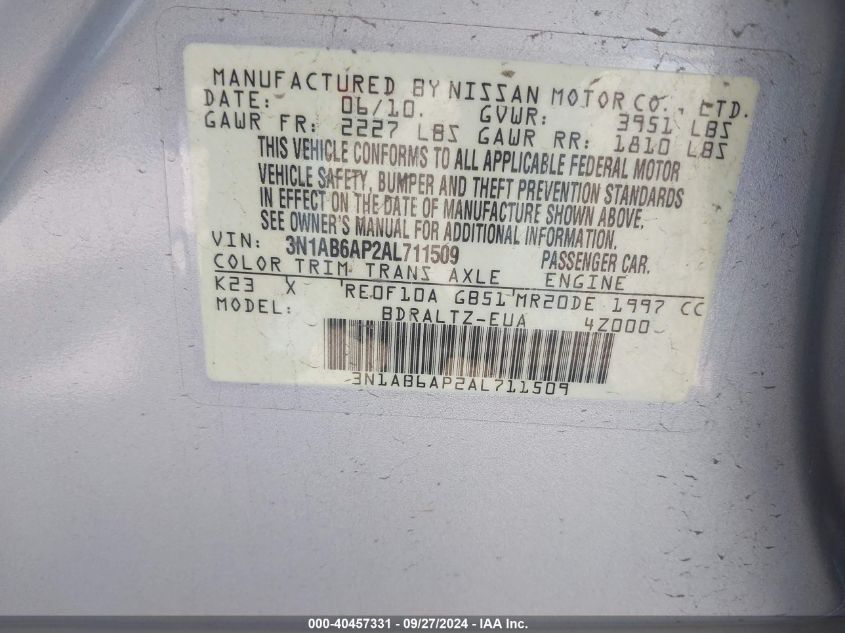 MANUFACTURED BY NISSAN MOTOR CO., LTD.
DATE: 06/10. GVWR: 3951 LBS
GAWR FR: 2227 LBS GAWR RR: 1810 LBS
THIS VEHICLE CONFORMS TO ALL APPLICABLE FEDERAL MOTOR
VEHICLE SAFETY, BUMPER AND THEFT PREVENTION STANDARDS
IN EFFECT ON THE DATE OF MANUFACTURE SHOWN ABOVE,
SEE OWNER'S MANUAL FOR ADDITIONAL INFORMATION.
VIN: 3N1AB6AP2AL711509 PASSENGER CAR.
COLOR TRIM TRANS AXLE ENGINE
K23 X RE0F10A GB51 MR20DE 1997 CC
MODEL: BDRALTZ-EUA 4Z000
3N1AB6AP2AL711509
000-40457331 - 09/27/2024 - IAA Inc.